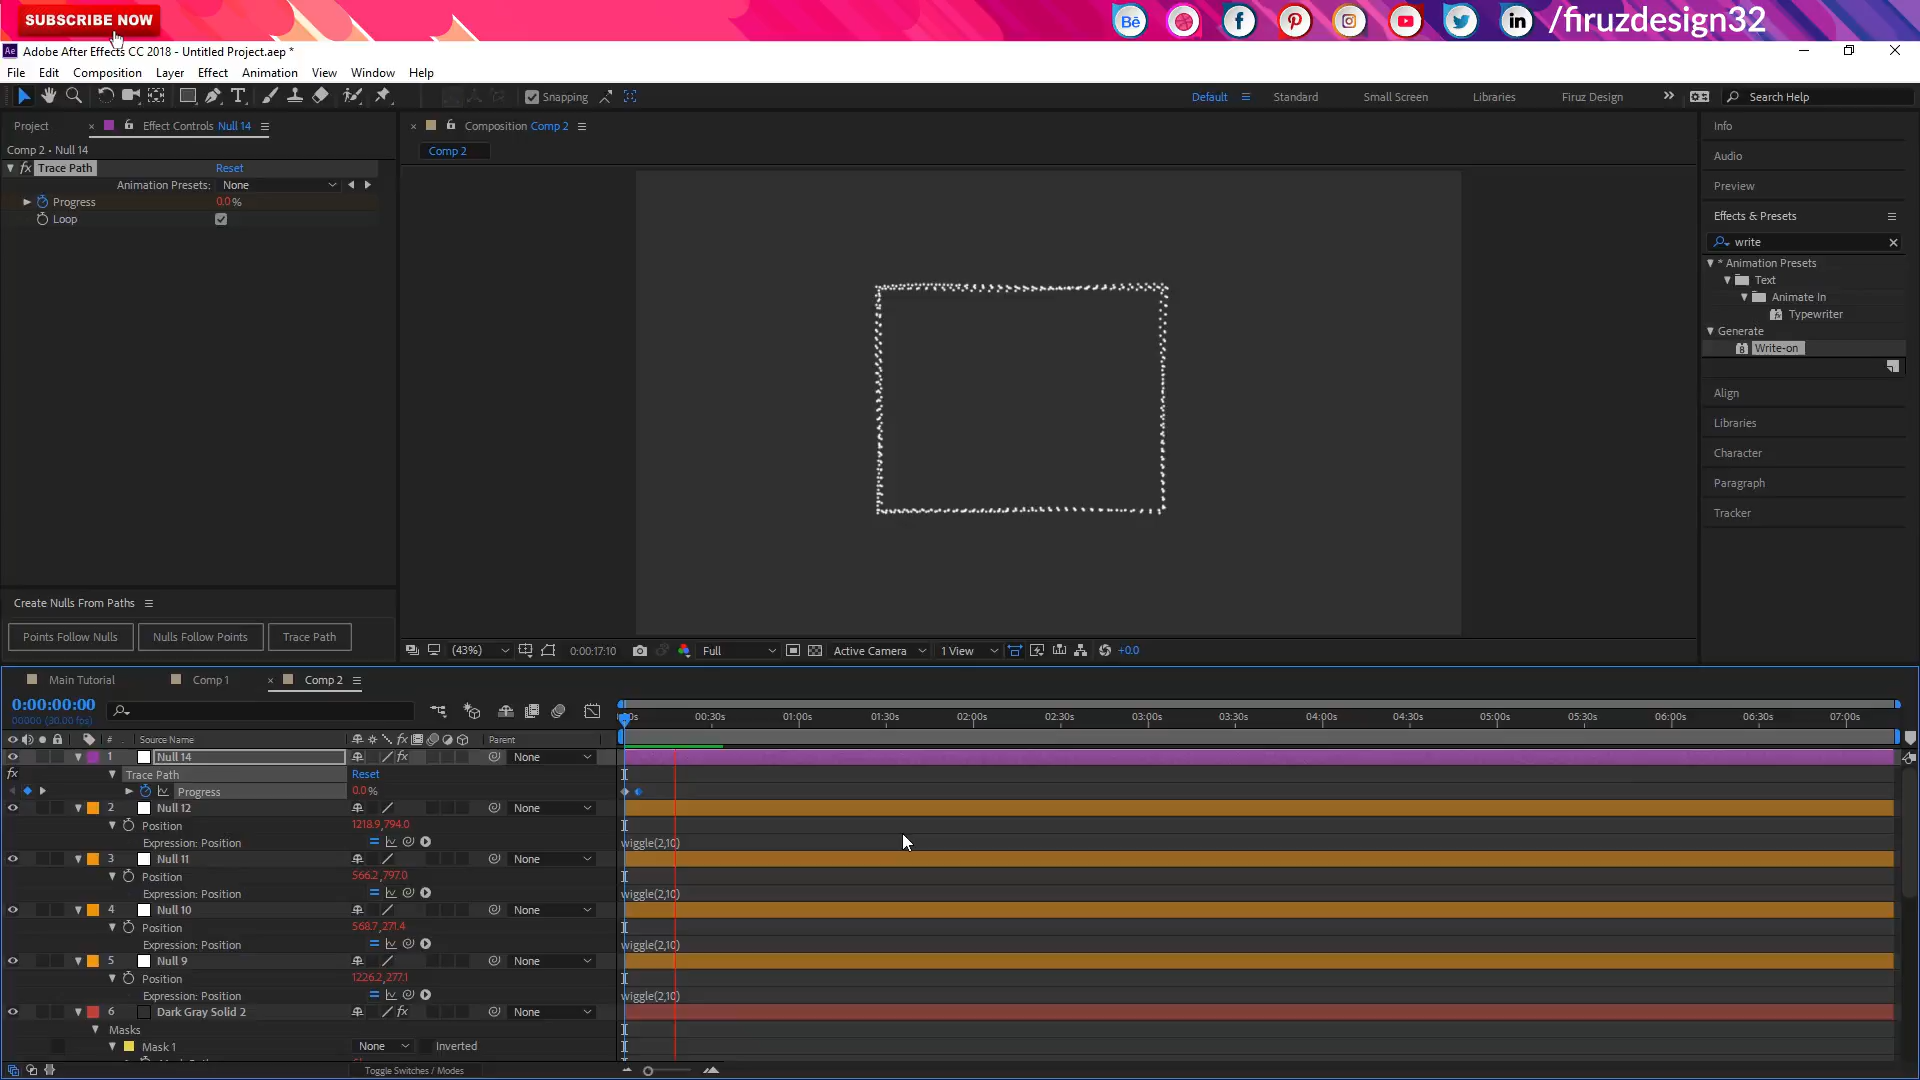 SUBSCRIBE NOW
/firuzdesign32
Adobe After Effects CC 2018 - Untitled Project.aep *
File Edit Composition Layer Effect Animation View Window Help
Snapping
Default Standard Small Screen Libraries Firuz Design Search Help
Project Effect Controls Null 14
Composition Comp 2
Info
Comp 2 • Null 14
Comp 2
Audio
Trace Path Reset
Animation Presets: None
Preview
Progress 0.0 %
Loop
Effects & Presets
write
* Animation Presets
Text
Animate In
Typewriter
Generate
Write-on
Align
Libraries
Character
Paragraph
Tracker
Create Nulls From Paths
Points Follow Nulls Nulls Follow Points Trace Path
(43%) 0:00:17:10 Full Active Camera 1 View +0.0
Main Tutorial Comp 1 Comp 2
0:00:00:00
00000 (30.00 fps)
00:30s 01:00s 01:30s 02:00s 02:30s 03:00s 03:30s 04:00s 04:30s 05:00s 05:30s 06:00s 06:30s 07:00s
# Source Name Parent
1 Null 14 None
Trace Path Reset
Progress 0.0 %
2 Null 12 None
Position 1218.9,794.0
Expression: Position wiggle(2,10)
3 Null 11 None
Position 566.2,797.0
Expression: Position wiggle(2,10)
4 Null 10 None
Position 568.7,271.4
Expression: Position wiggle(2,10)
5 Null 9 None
Position 1226.2,277.1
Expression: Position wiggle(2,10)
6 Dark Gray Solid 2 None
Masks
Mask 1 None Inverted
Toggle Switches / Modes